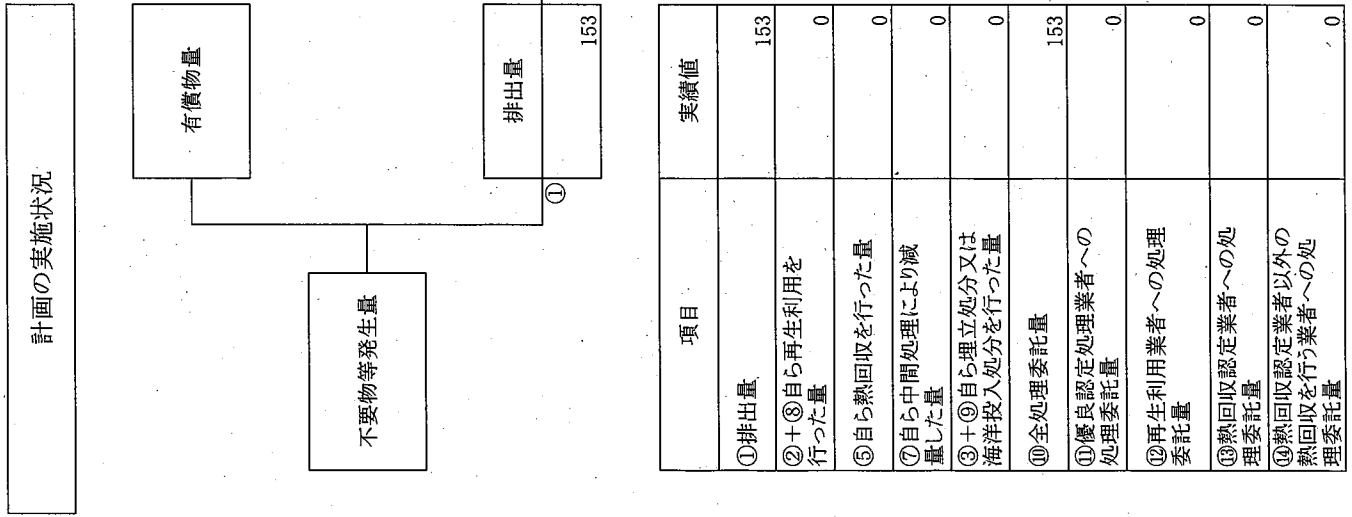 計画の実施状況
有償物量
不要物等発生量
①
排出量
153
項目
実績値
①排出量
153
②+⑧自ら再生利用を
行った量
0
⑤自ら熱回収を行った量
0
⑦自ら中間処理により減
量した量
0
③+⑨自ら埋立処分又は
海洋投入処分を行った量
0
⑩全処理委託量
153
⑪優良認定処理業者への
処理委託量
0
⑫再生利用業者への処理
委託量
0
⑬熱回収認定業者への処
理委託量
0
⑭熱回収認定業者以外の
熱回収を行う業者への処
理委託量
0